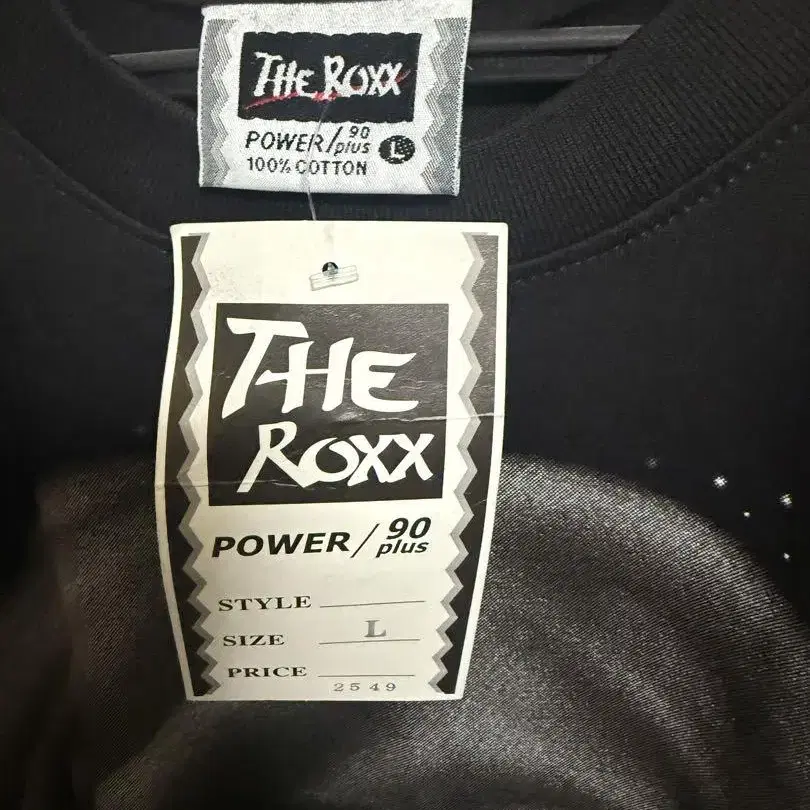 THE ROXX
POWER/90 plus L
100% COTTON
THE
ROXX
POWER/90 plus
STYLE
SIZE L
PRICE
2549